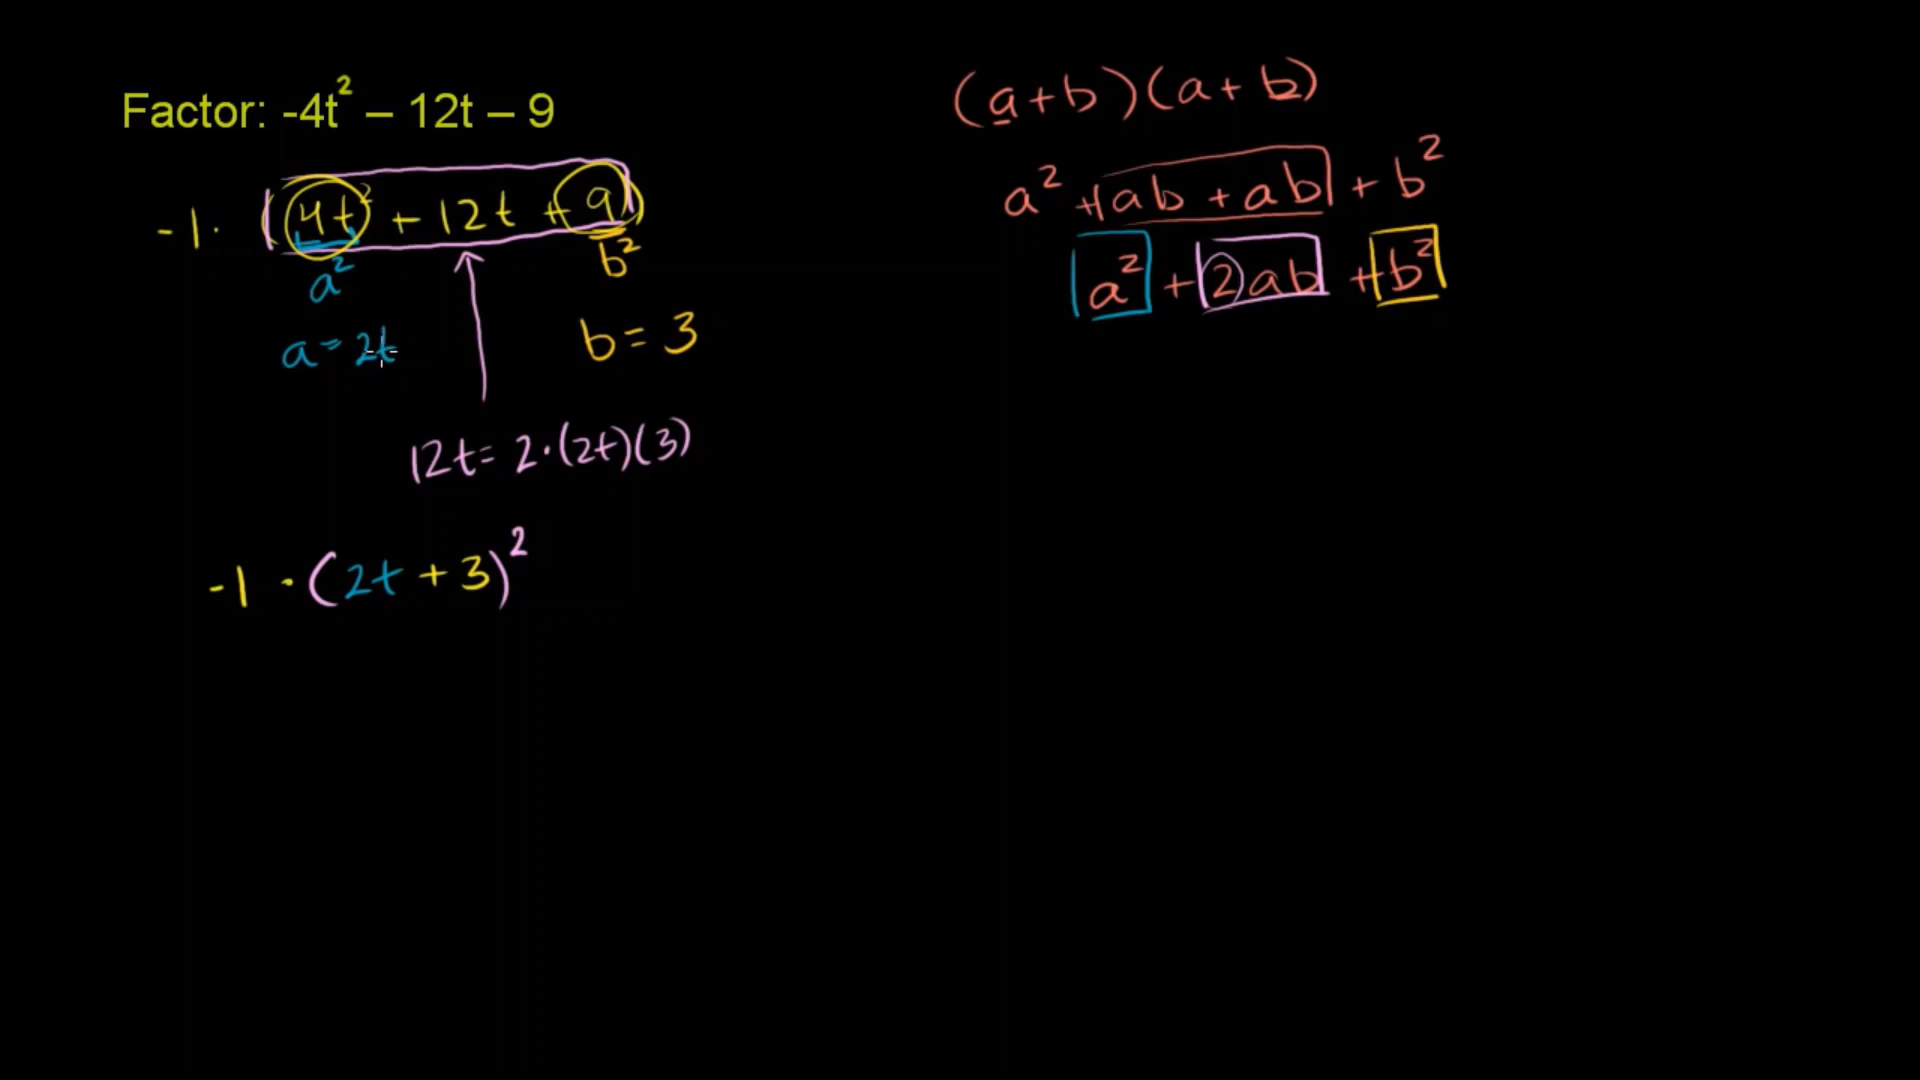 Factor: -4t² – 12t – 9
-1 · (4t² + 12t + 9)
a² b²
a = 2t b = 3
12t = 2·(2t)(3)
-1 · (2t + 3)²
(a+b)(a+b)
a² + ab + ab + b²
a² + 2ab + b²